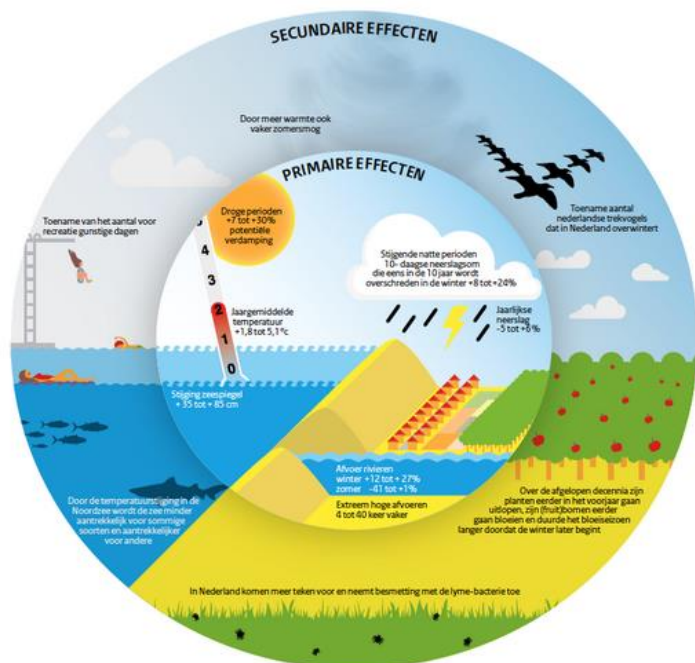 SECUNDAIRE EFFECTEN
Door meer warmte ook
vaker zomersmog
Toename van het aantal voor
recreatie gunstige dagen
Toename aantal
nederlandse trekvogels
dat in Nederland overwintert
PRIMAIRE EFFECTEN
Droge perioden
+7 tot +30%
potentiële
verdamping
4
3
2
1
0
Jaargemiddelde
temperatuur
+1,8 tot 5,1 °c
Stijgende natte perioden
10- daagse neerslagsom
die eens in de 10 jaar wordt
overschreden in de winter +8 tot +24%
Jaarlijkse
neerslag
-5 tot +6 %
Stijging zeespiegel
+ 35 tot + 85 cm
Afvoer rivieren
winter +12 tot + 27%
zomer -41 tot +1%
Extreem hoge afvoeren
4 tot 40 keer vaker
Door de temperatuurstijging in de
Noordzee wordt de zee minder
aantrekkelijk voor sommige
soorten en aantrekkelijker
voor andere
Over de afgelopen decennia zijn
planten eerder in het voorjaar gaan
uitlopen, zijn (fruit)bomen eerder
gaan bloeien en duurde het bloeiseizoen
langer doordat de winter later begint
In Nederland komen meer teken voor en neemt besmetting met de lyme-bacterie toe